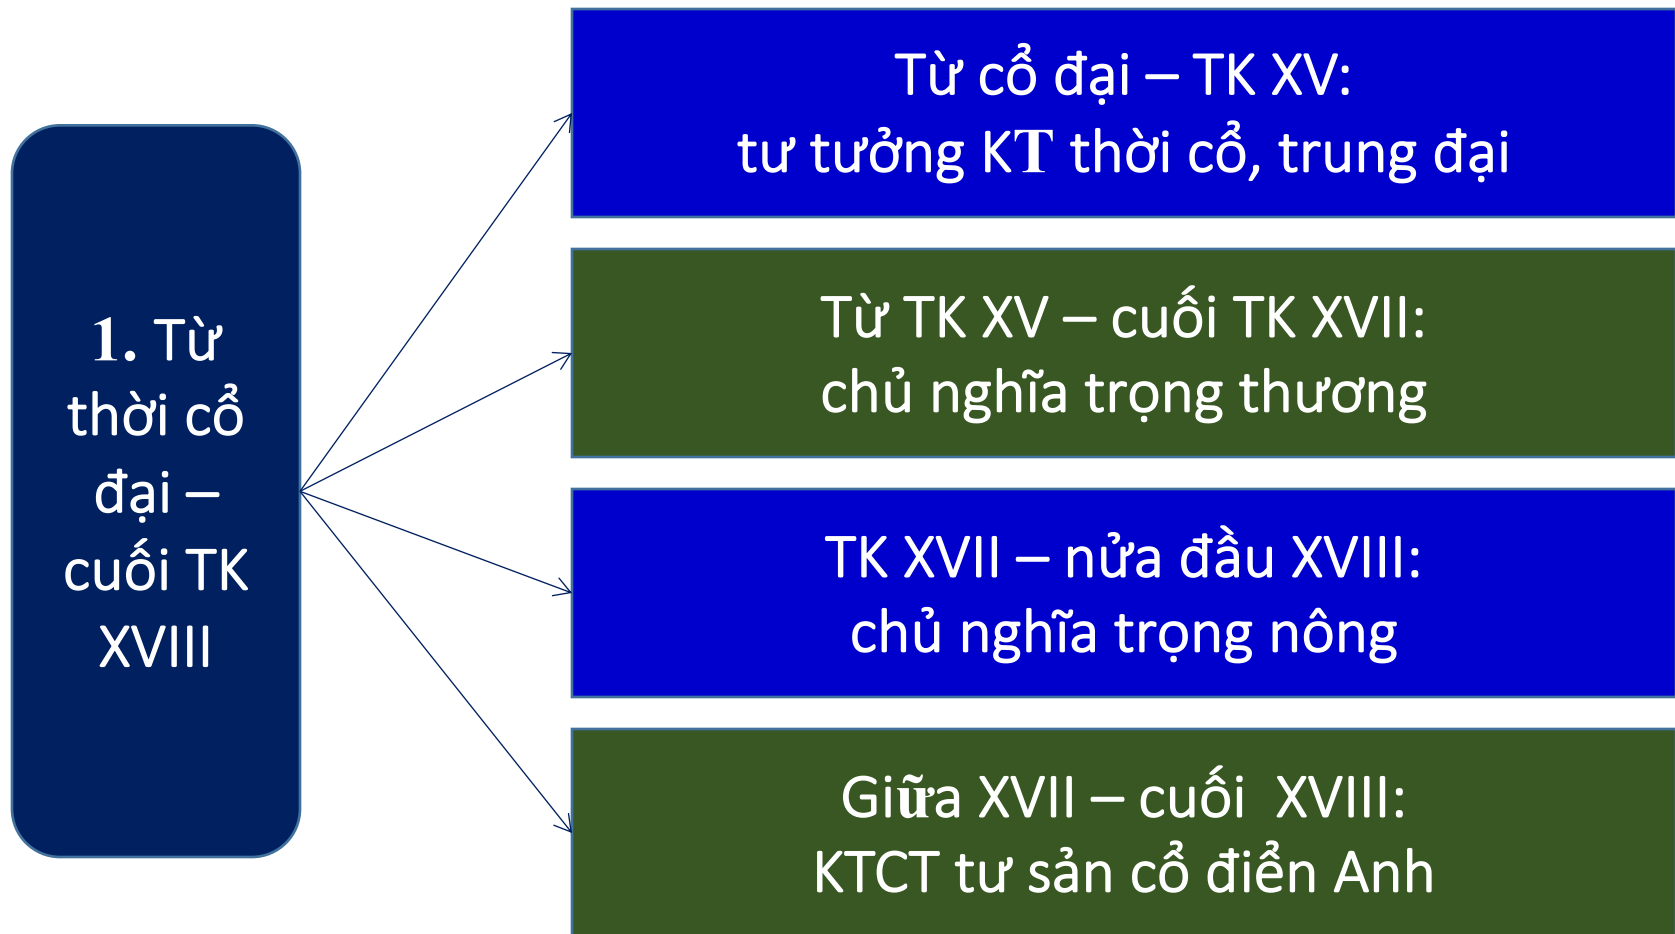 1. Từ
thời cổ
đại –
cuối TK
XVIII
Từ cổ đại – TK XV:
tư tưởng KT thời cổ, trung đại
Từ TK XV – cuối TK XVII:
chủ nghĩa trọng thương
TK XVII – nửa đầu XVIII:
chủ nghĩa trọng nông
Giữa XVII – cuối XVIII:
KTCT tư sản cổ điển Anh